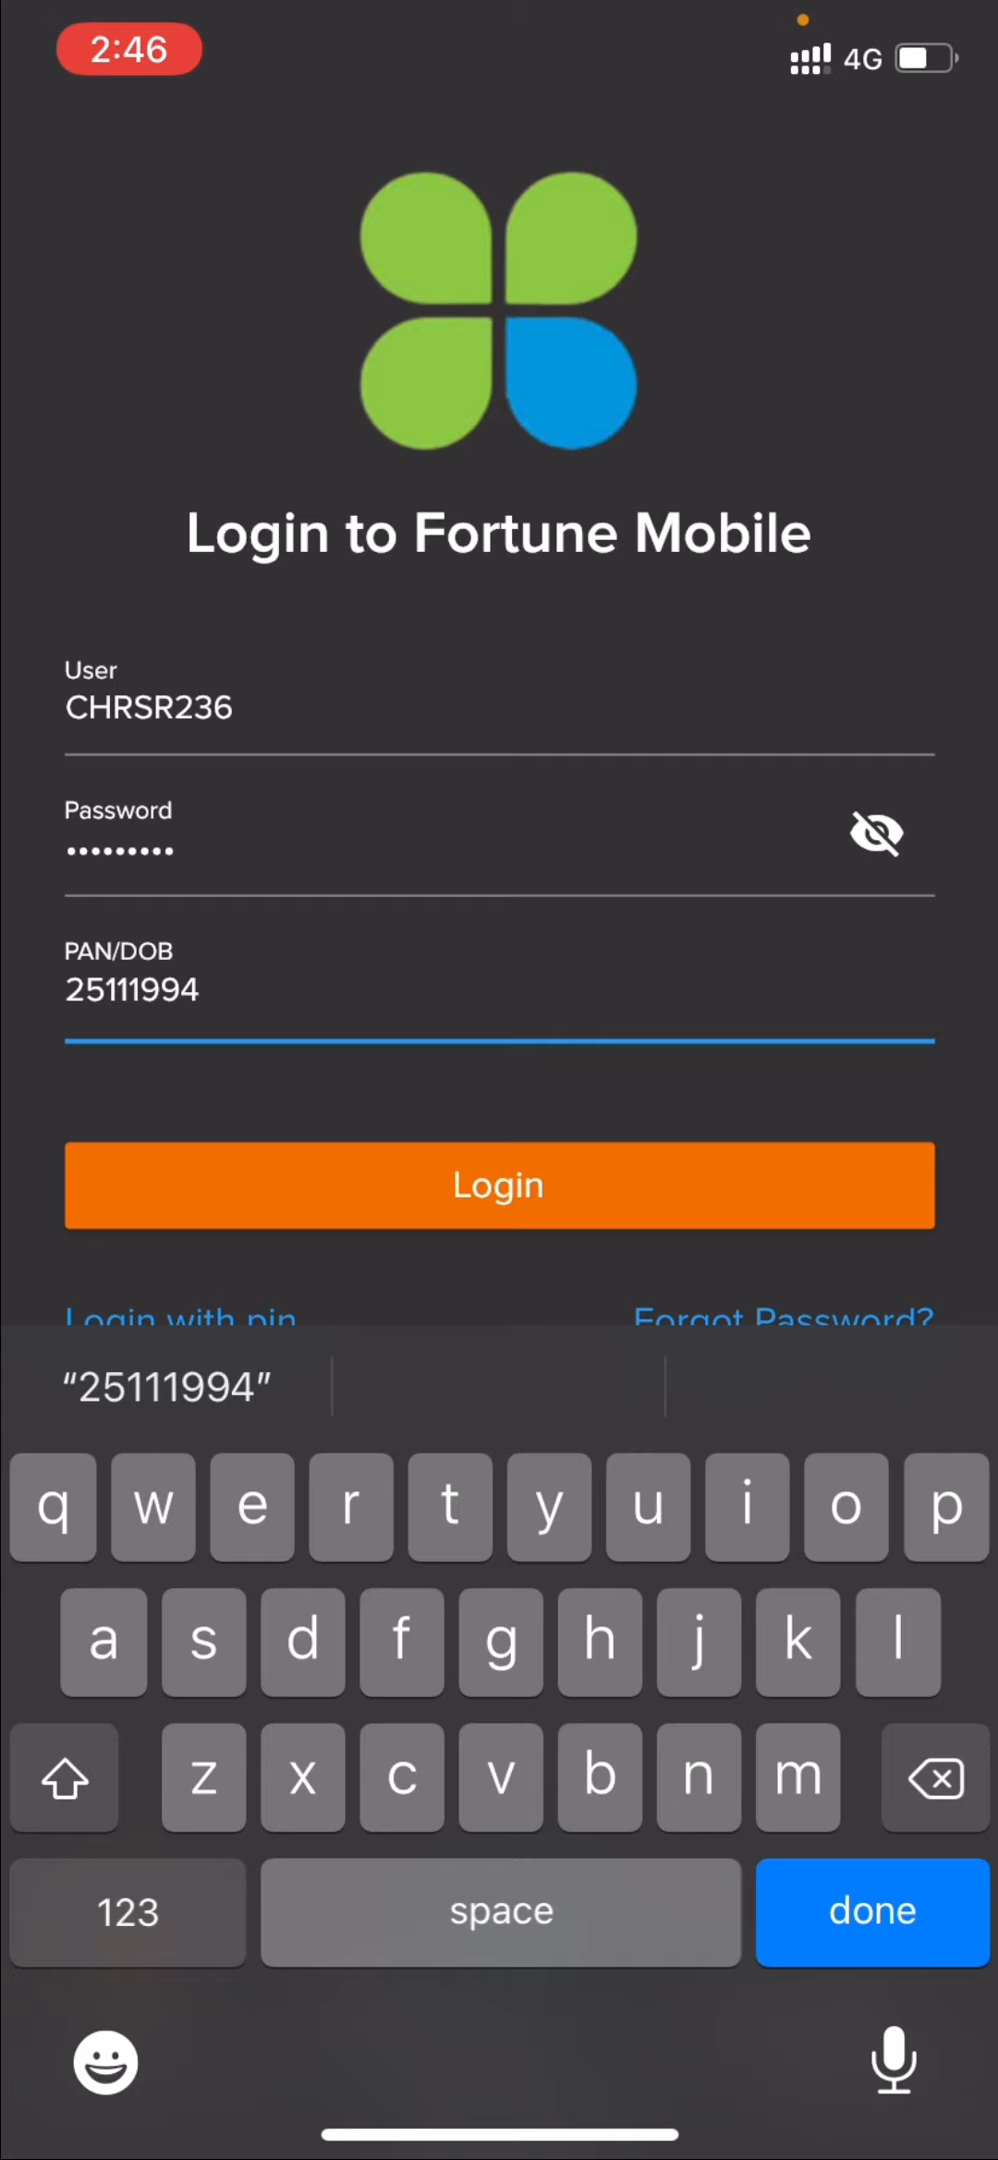 2:46
4G
Login to Fortune Mobile
User
CHRSR236
Password
•••••••••
PAN/DOB
25111994
Login
Login with pin Forgot Password?
“25111994”
q w e r t y u i o p
a s d f g h j k l
z x c v b n m
123 space done